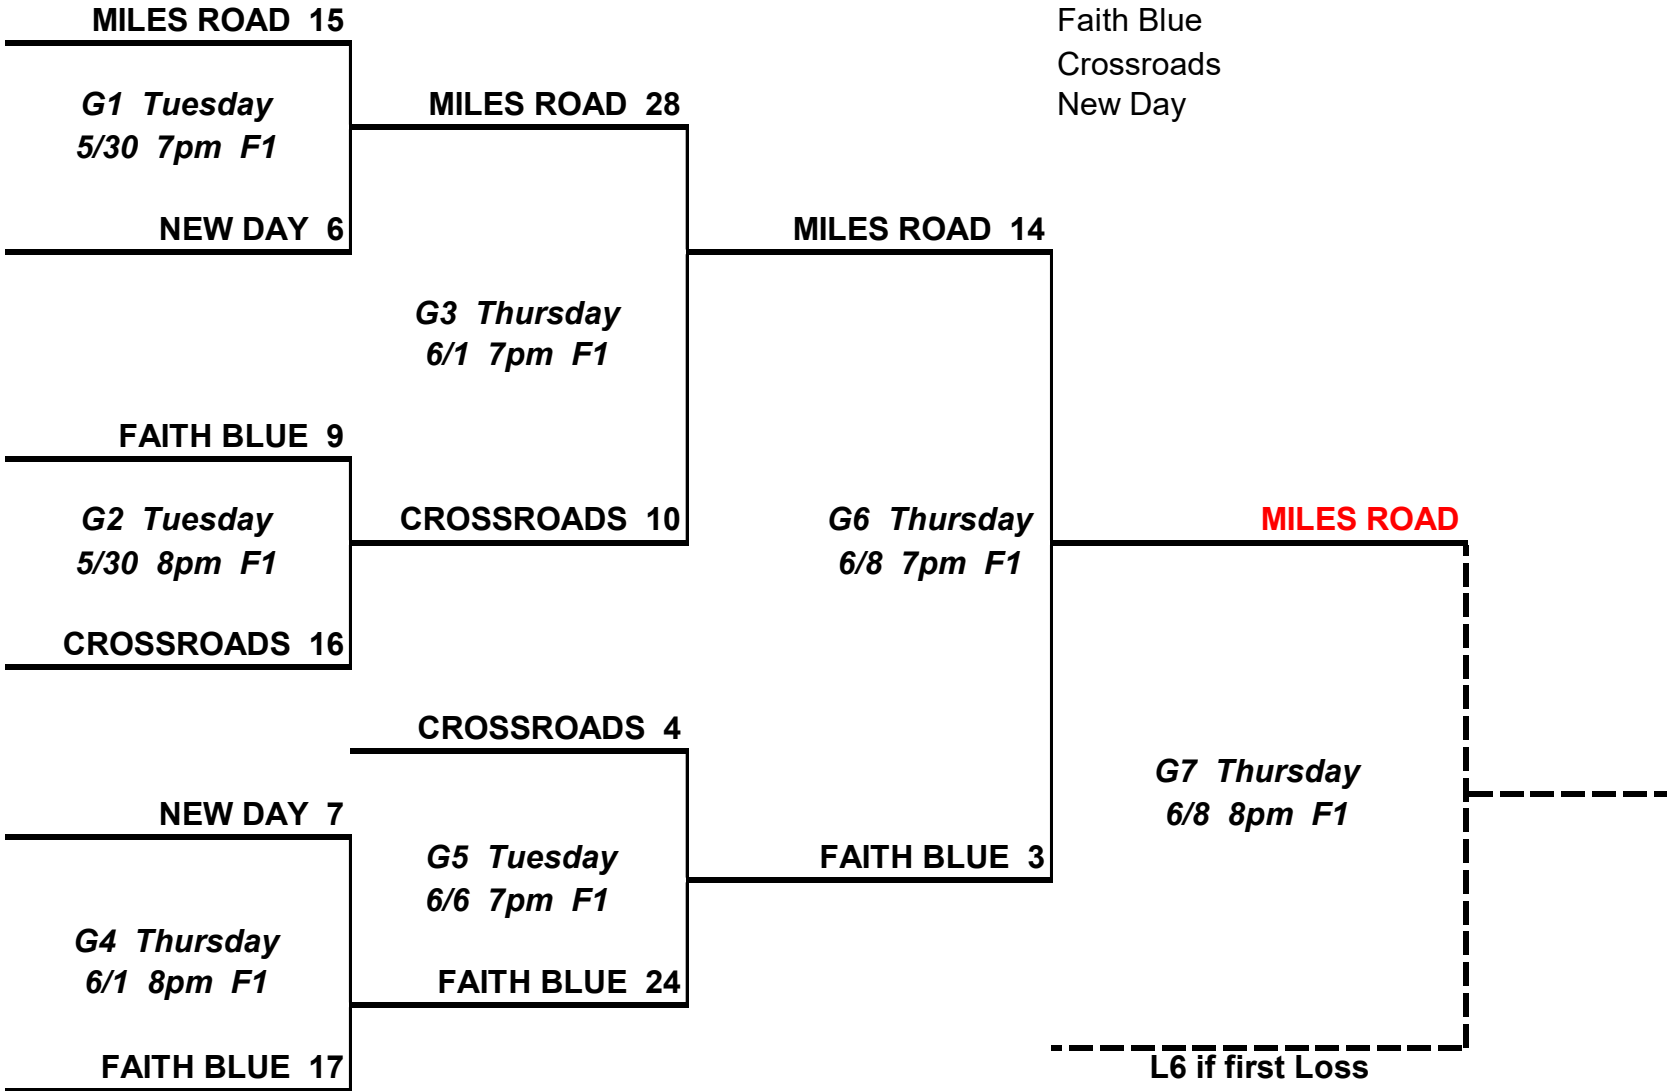 MILES ROAD  15
Faith Blue
Crossroads
G1  Tuesday
5/30  7pm  F1
MILES ROAD  28
New Day
NEW DAY  6
MILES ROAD  14
G3  Thursday
6/1  7pm  F1
FAITH BLUE  9
G2  Tuesday
5/30  8pm  F1
CROSSROADS  10
G6  Thursday
6/8  7pm  F1
MILES ROAD
CROSSROADS  16
CROSSROADS  4
G7  Thursday
6/8  8pm  F1
NEW DAY  7
G5  Tuesday
6/6  7pm  F1
FAITH BLUE  3
G4  Thursday
6/1  8pm  F1
FAITH BLUE  24
FAITH BLUE  17
L6 if first Loss